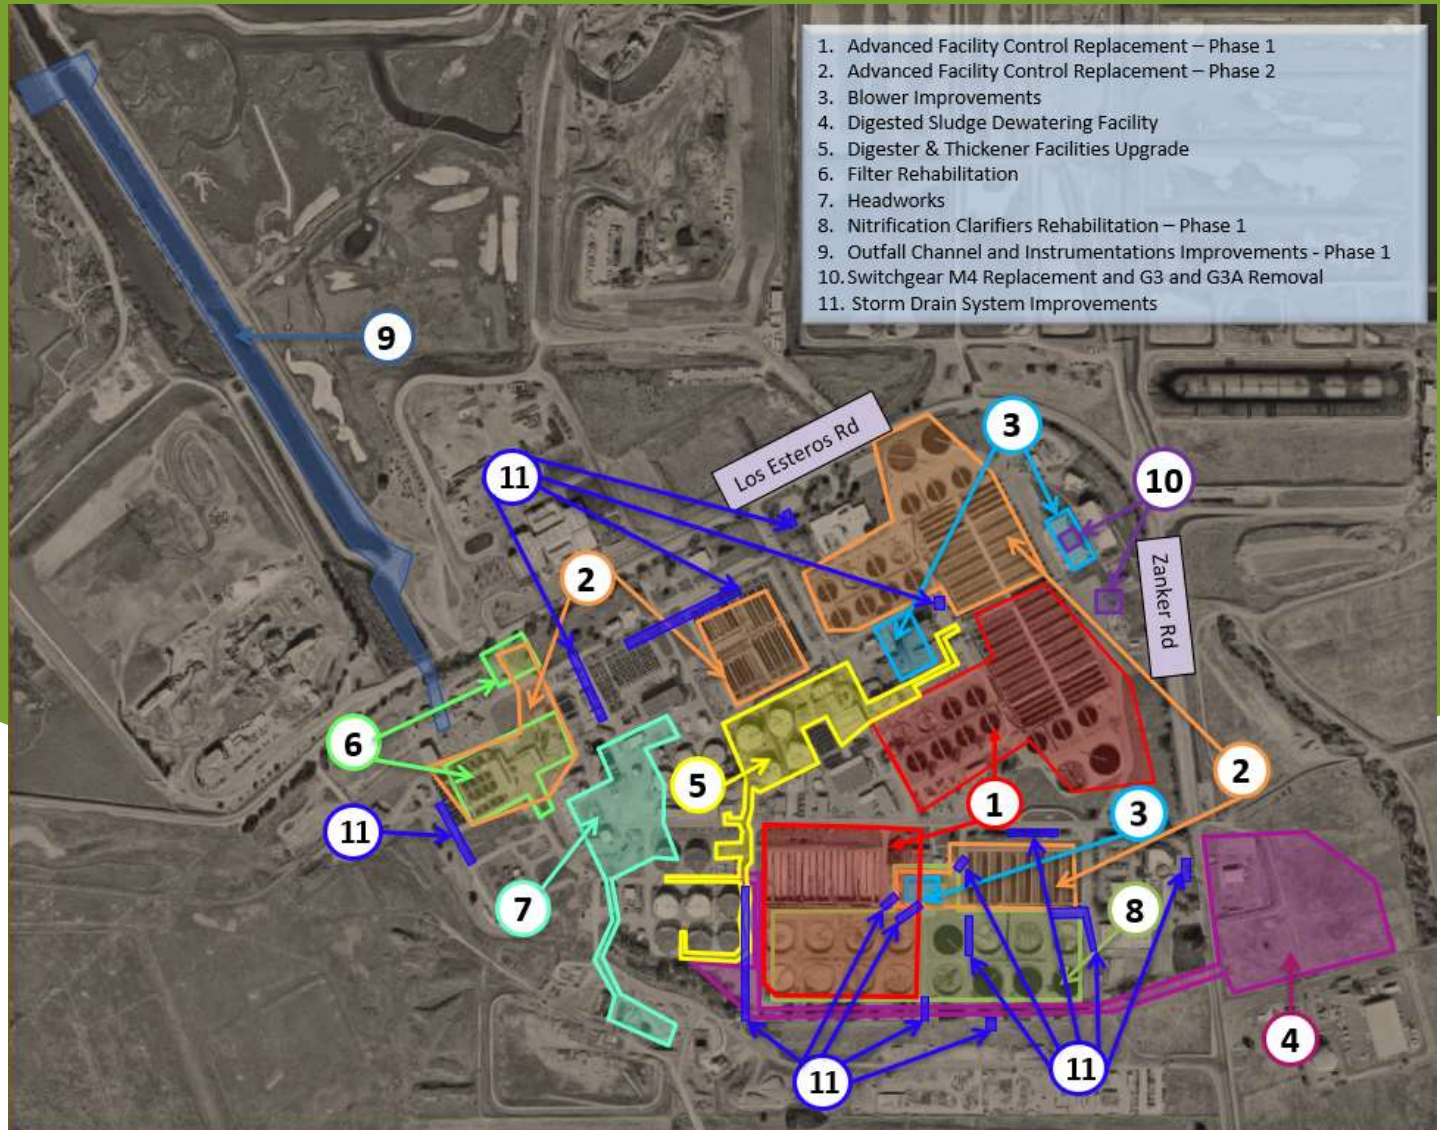 1. Advanced Facility Control Replacement – Phase 1
2. Advanced Facility Control Replacement – Phase 2
3. Blower Improvements
4. Digested Sludge Dewatering Facility
5. Digester & Thickener Facilities Upgrade
6. Filter Rehabilitation
7. Headworks
8. Nitrification Clarifiers Rehabilitation – Phase 1
9. Outfall Channel and Instrumentations Improvements - Phase 1
10. Switchgear M4 Replacement and G3 and G3A Removal
11. Storm Drain System Improvements
9
3
Los Esteros Rd
11
10
2
Zanker Rd
6
5
2
1
3
11
7
8
4
11
11